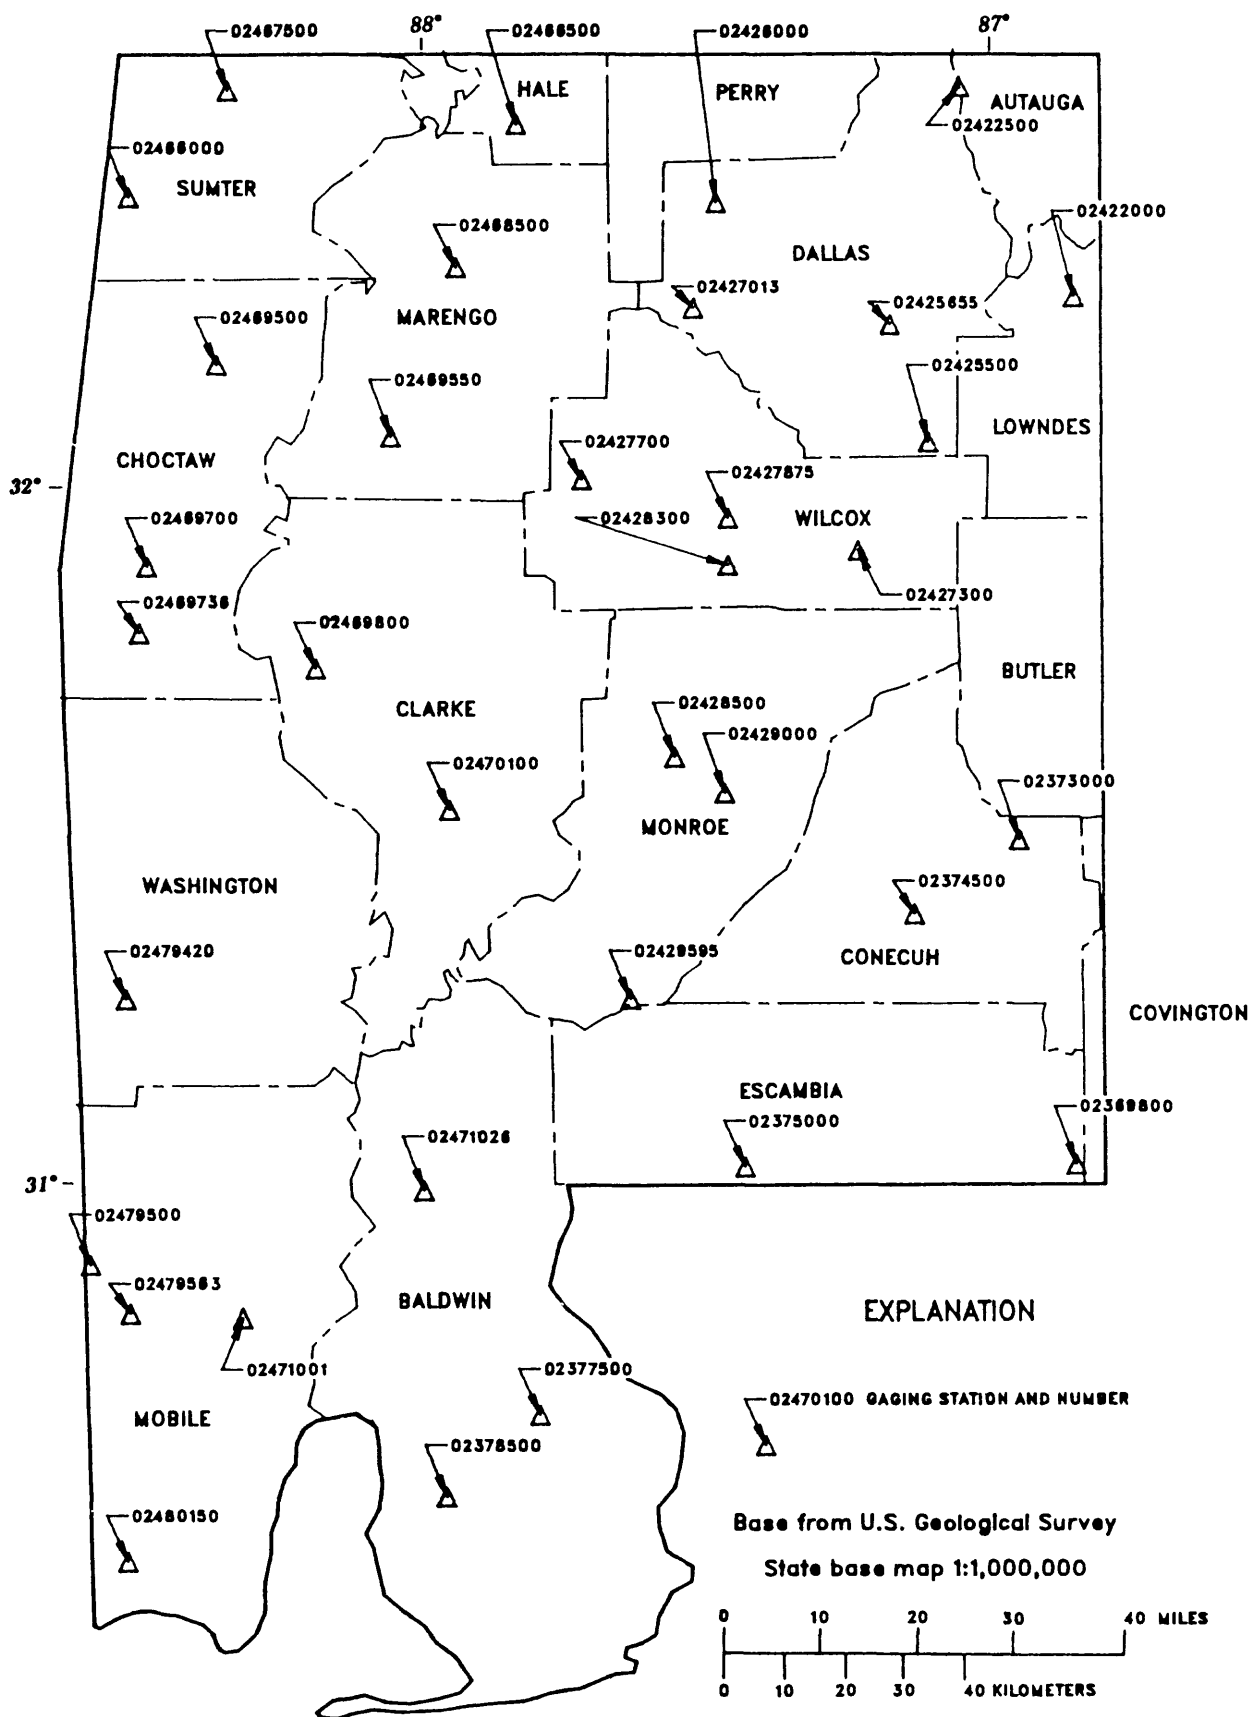 88°
87°
02467500
02466500
02426000
HALE
PERRY
AUTAUGA
02422500
02466000
SUMTER
02422000
02468500
DALLAS
02427013
02425655
MARENGO
02469500
02425500
02469550
LOWNDES
02427700
CHOCTAW
32°
02427875
WILCOX
02469700
02428300
02427300
02469736
02469800
BUTLER
02428500
CLARKE
02429000
02470100
02373000
MONROE
WASHINGTON
02374500
02479420
02429595
CONECUH
COVINGTON
ESCAMBIA
02369800
02375000
02471026
31°
02479500
02479563
BALDWIN
EXPLANATION
02471001
02377500
02470100 GAGING STATION AND NUMBER
MOBILE
02378500
02480150
Base from U.S. Geological Survey
State base map 1:1,000,000
0 10 20 30 40 MILES
0 10 20 30 40 KILOMETERS